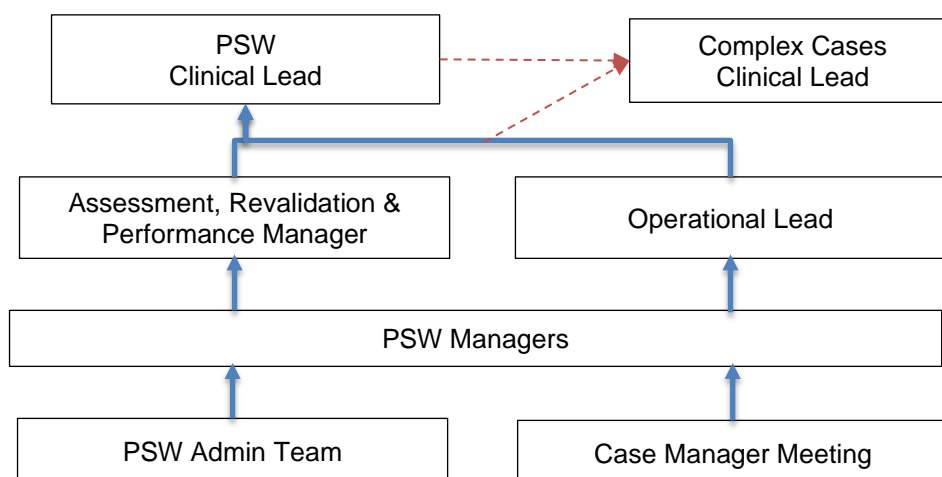 PSW
Clinical Lead
Complex Cases
Clinical Lead
Assessment, Revalidation &
Performance Manager
Operational Lead
PSW Managers
PSW Admin Team
Case Manager Meeting